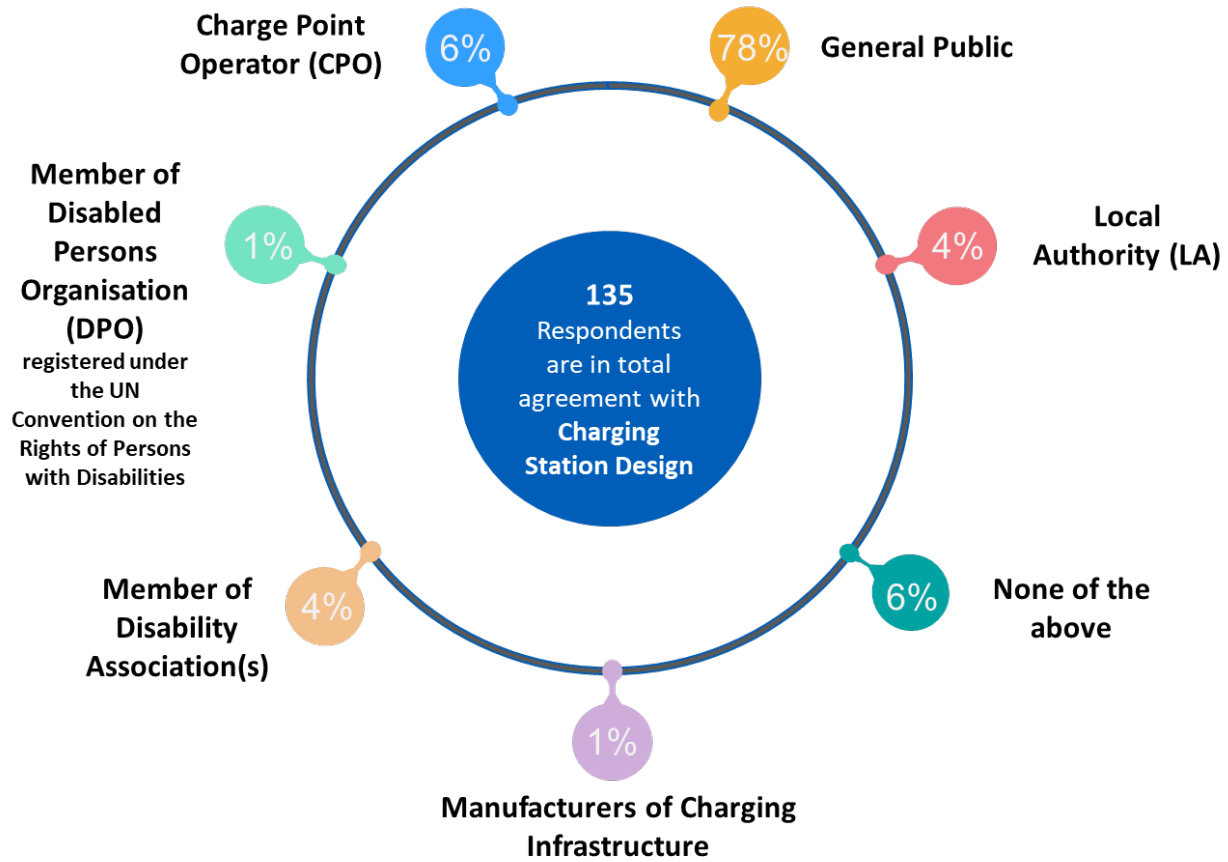 Charge Point
Operator (CPO)
6%
78%
General Public
Member of
Disabled
Persons
Organisation
(DPO)
registered under
the UN
Convention on the
Rights of Persons
with Disabilities
1%
4%
Local
Authority (LA)
135
Respondents
are in total
agreement with
Charging
Station Design
Member of
Disability
Association(s)
4%
6%
None of the
above
1%
Manufacturers of Charging
Infrastructure